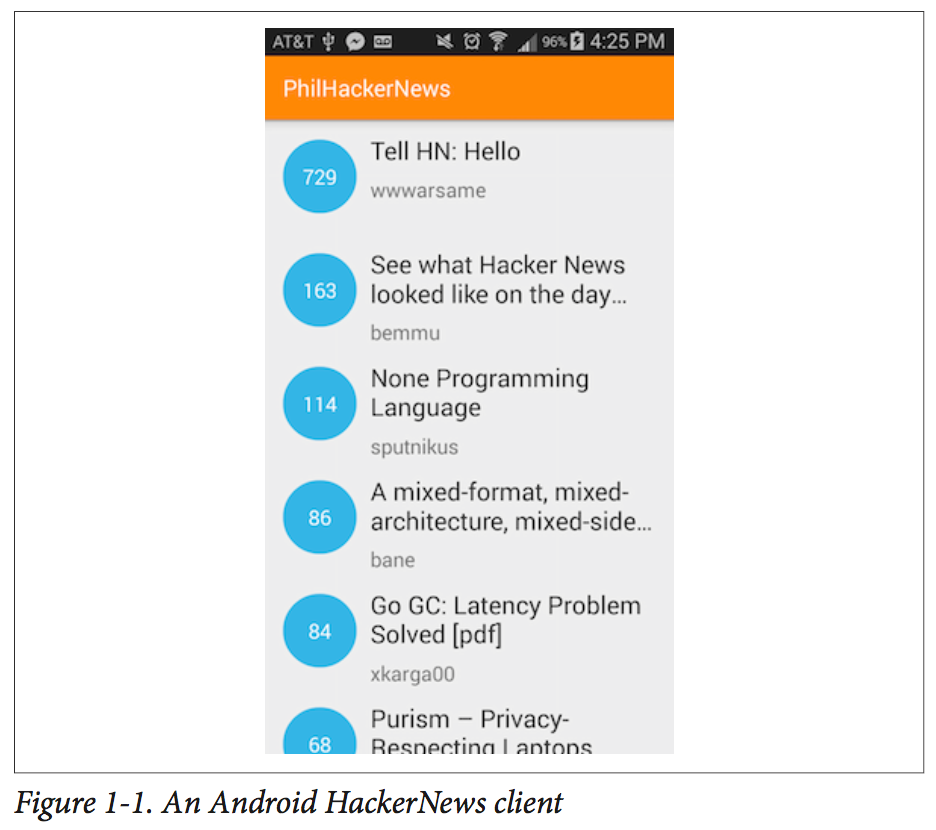 AT&T 96% 4:25 PM
PhilHackerNews
729
Tell HN: Hello
wwwarsame
163
See what Hacker News
looked like on the day...
bemmu
114
None Programming
Language
sputnikus
86
A mixed-format, mixed-
architecture, mixed-side...
bane
84
Go GC: Latency Problem
Solved [pdf]
xkarga00
68
Purism – Privacy-
Respecting Laptops
Figure 1-1. An Android HackerNews client